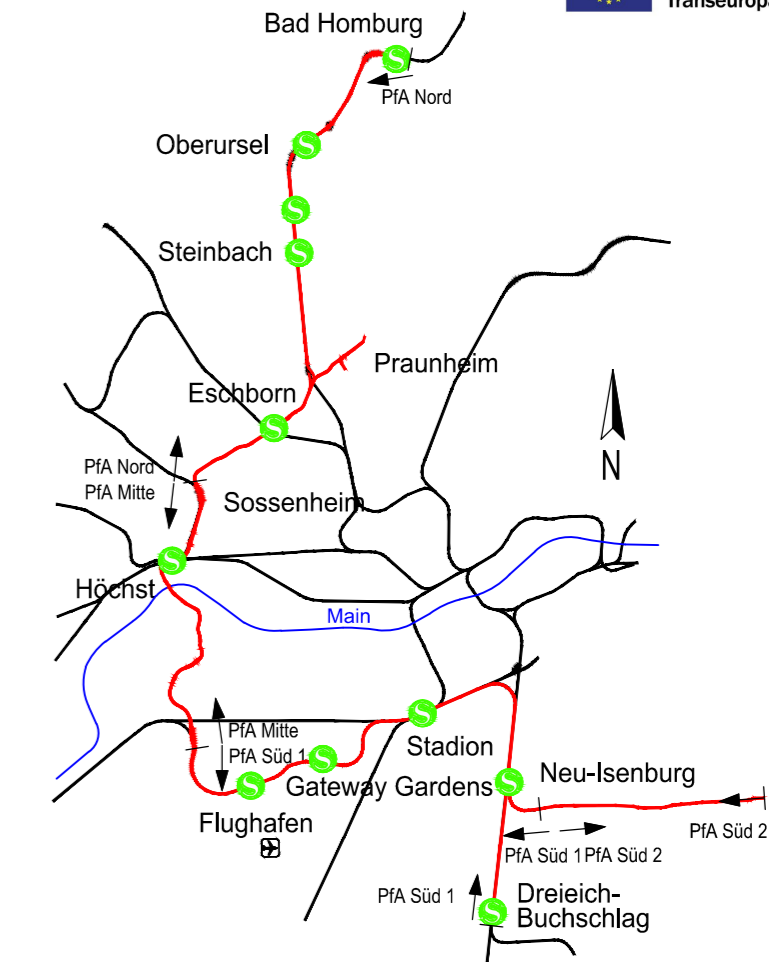 Bad Homburg
PfA Nord
Oberursel
Steinbach
Praunheim
Eschborn
N
PfA Nord
PfA Mitte
Sossenheim
Höchst
Main
PfA Mitte
PfA Süd 1
Stadion
Gateway Gardens
Neu-Isenburg
Flughafen
PfA Süd 2
PfA Süd 1
PfA Süd 2
PfA Süd 1
Dreieich-
Buchschlag
S
S
S
S
S
S
S
S
S
S
S